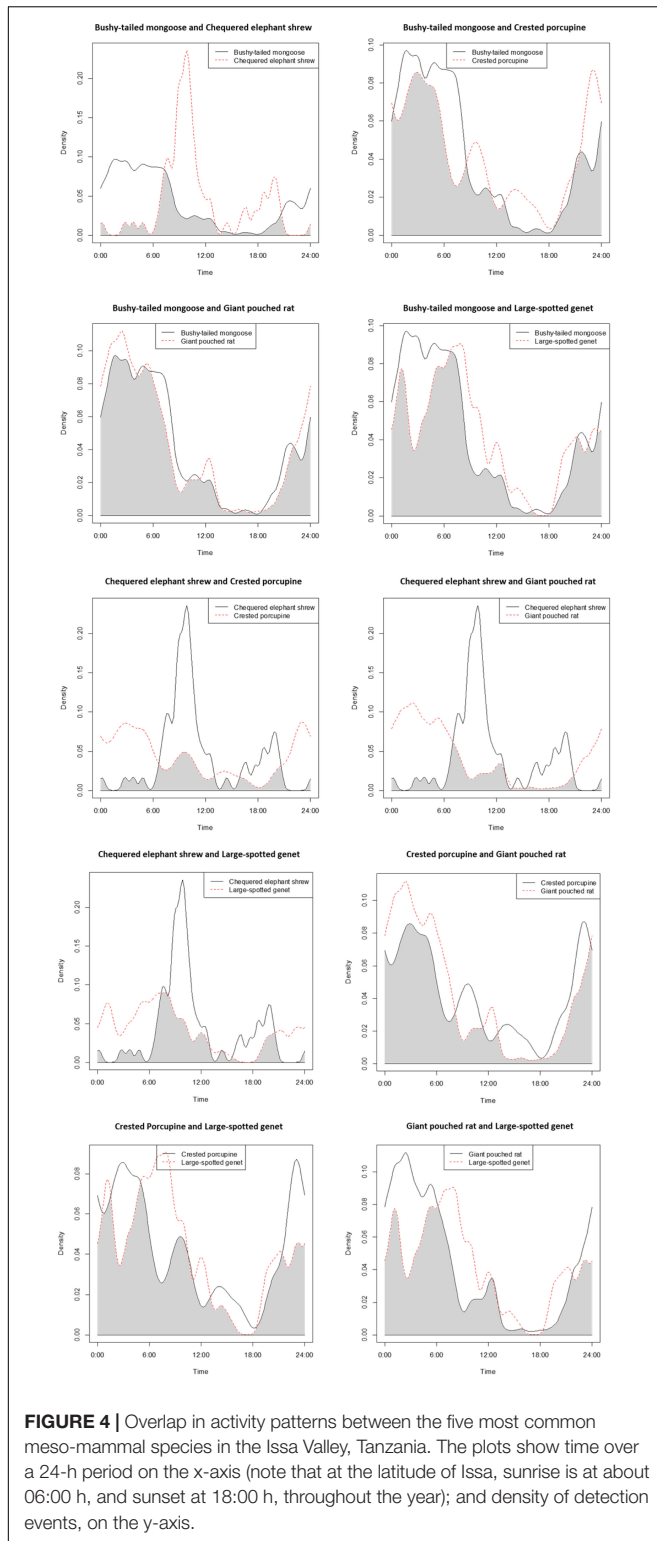 Bushy-tailed mongoose and Chequered elephant shrew
Bushy-tailed mongoose
Chequered elephant shrew
Density
0.00 0.05 0.10 0.15 0.20
0:00 6:00 12:00 18:00 24:00
Time
Bushy-tailed mongoose and Crested porcupine
Bushy-tailed mongoose
Crested porcupine
Density
0.00 0.02 0.04 0.06 0.08 0.10
0:00 6:00 12:00 18:00 24:00
Time
Bushy-tailed mongoose and Giant pouched rat
Bushy-tailed mongoose
Giant pouched rat
Density
0.00 0.02 0.04 0.06 0.08 0.10
0:00 6:00 12:00 18:00 24:00
Time
Bushy-tailed mongoose and Large-spotted genet
Bushy-tailed mongoose
Large-spotted genet
Density
0.00 0.02 0.04 0.06 0.08 0.10
0:00 6:00 12:00 18:00 24:00
Time
Chequered elephant shrew and Crested porcupine
Chequered elephant shrew
Crested porcupine
Density
0.00 0.05 0.10 0.15 0.20
0:00 6:00 12:00 18:00 24:00
Time
Chequered elephant shrew and Giant pouched rat
Chequered elephant shrew
Giant pouched rat
Density
0.00 0.05 0.10 0.15 0.20
0:00 6:00 12:00 18:00 24:00
Time
Chequered elephant shrew and Large-spotted genet
Chequered elephant shrew
Large-spotted genet
Density
0.00 0.05 0.10 0.15 0.20
0:00 6:00 12:00 18:00 24:00
Time
Crested porcupine and Giant pouched rat
Crested porcupine
Giant pouched rat
Density
0.00 0.02 0.04 0.06 0.08 0.10
0:00 6:00 12:00 18:00 24:00
Time
Crested Porcupine and Large-spotted genet
Crested porcupine
Large-spotted genet
Density
0.00 0.02 0.04 0.06 0.08
0:00 6:00 12:00 18:00 24:00
Time
Giant pouched rat and Large-spotted genet
Giant pouched rat
Large-spotted genet
Density
0.00 0.02 0.04 0.06 0.08 0.10
0:00 6:00 12:00 18:00 24:00
Time
FIGURE 4 | Overlap in activity patterns between the five most common
meso-mammal species in the Issa Valley, Tanzania. The plots show time over
a 24-h period on the x-axis (note that at the latitude of Issa, sunrise is at about
06:00 h, and sunset at 18:00 h, throughout the year); and density of detection
events, on the y-axis.